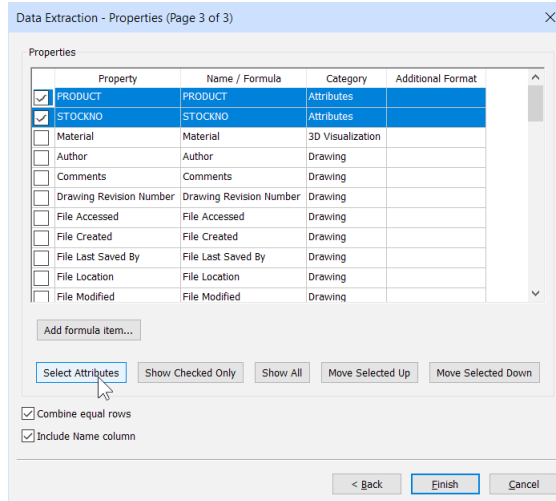 Data Extraction - Properties (Page 3 of 3)
Properties
Property Name / Formula Category Additional Format
PRODUCT PRODUCT Attributes
STOCKNO STOCKNO Attributes
Material Material 3D Visualization
Author Author Drawing
Comments Comments Drawing
Drawing Revision Number Drawing Revision Number Drawing
File Accessed File Accessed Drawing
File Created File Created Drawing
File Last Saved By File Last Saved By Drawing
File Location File Location Drawing
File Modified File Modified Drawing
Add formula item...
Select Attributes Show Checked Only Show All Move Selected Up Move Selected Down
Combine equal rows
Include Name column
< Back Finish Cancel